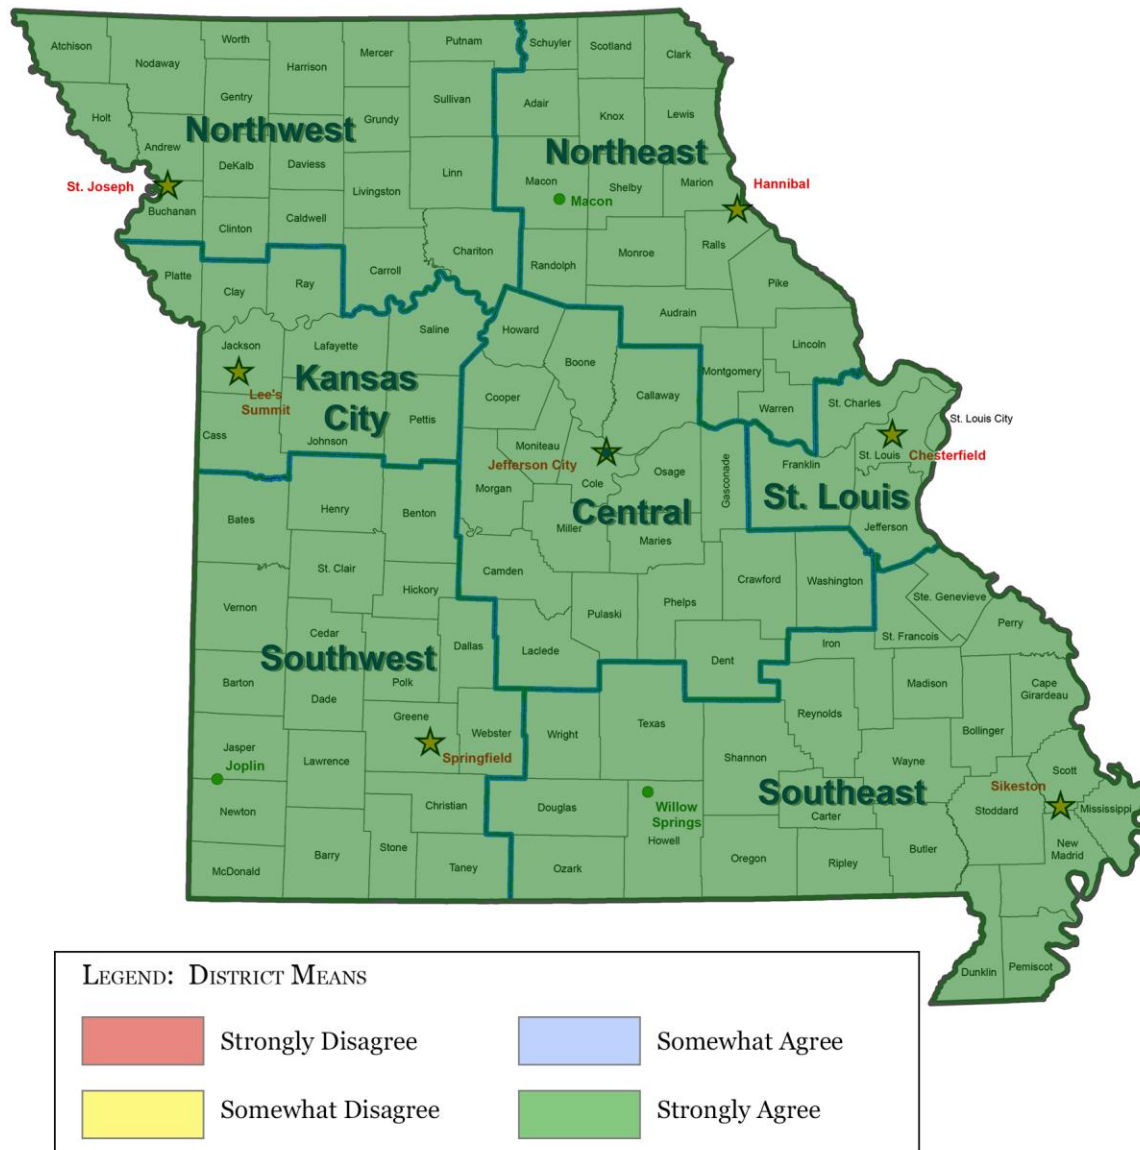 Atchison
Nodaway
Worth
Harrison
Mercer
Putnam
Schuyler
Scotland
Clark
Holt
Gentry
Sullivan
Adair
Knox
Lewis
Andrew
Northwest
Grundy
Northeast
DeKalb
Daviess
Linn
St. Joseph
Livingston
Macon
Macon
Shelby
Marion
Hannibal
Buchanan
Clinton
Caldwell
Chariton
Randolph
Monroe
Ralls
Platte
Clay
Ray
Carroll
Pike
Saline
Howard
Audrain
Jackson
Lafayette
Boone
Lincoln
Kansas
City
Lee's
Summit
Cooper
Callaway
Montgomery
Warren
St. Charles
St. Louis City
Cass
Johnson
Pettis
Moniteau
Jefferson City
Cole
Osage
Gasconade
Franklin
St. Louis
Chesterfield
Morgan
St. Louis
Bates
Henry
Benton
Central
Miller
Maries
Jefferson
St. Clair
Camden
Crawford
Washington
Vernon
Hickory
Pulaski
Phelps
Ste. Genevieve
Cedar
Dallas
St. Francois
Perry
Southwest
Laclede
Dent
Iron
Barton
Dade
Polk
Madison
Cape
Girardeau
Greene
Webster
Wright
Texas
Reynolds
Bollinger
Jasper
Joplin
Lawrence
Springfield
Shannon
Wayne
Scott
Newton
Christian
Douglas
Willow
Springs
Howell
Southeast
Carter
Sikeston
Stoddard
Mississippi
McDonald
Barry
Stone
Taney
Ozark
Oregon
Ripley
Butler
New
Madrid
Dunklin
Pemiscot
LEGEND: DISTRICT MEANS
Strongly Disagree
Somewhat Agree
Somewhat Disagree
Strongly Agree